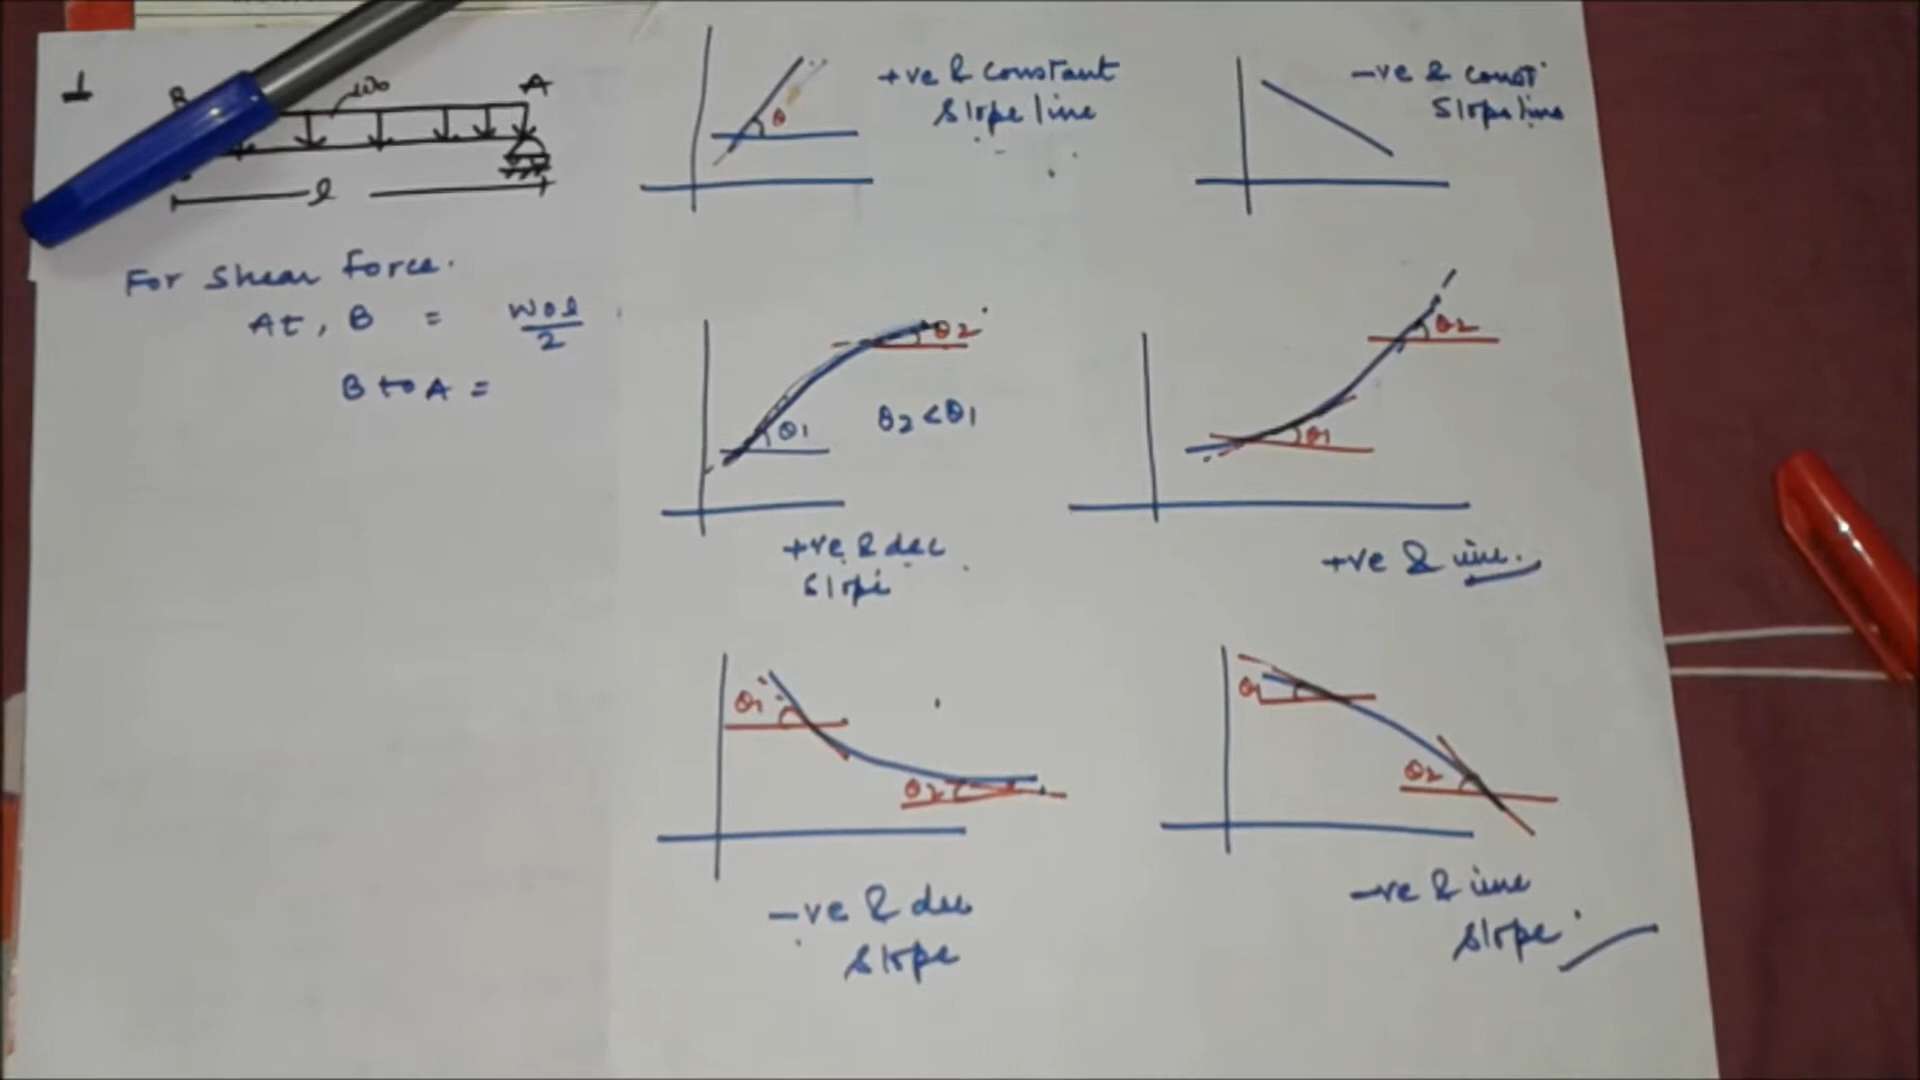 1
B
A
w₀
l
For Shear force.
At, B = w₀l/2
B to A =
θ
+ve & constant
slope line
-ve & const
slope line
θ2
θ1
θ2 < θ1
+ve & dec
slope
θ2
θ1
+ve & inc.
θ1
θ2
-ve & dec
slope
θ1
θ2
-ve & inc
slope